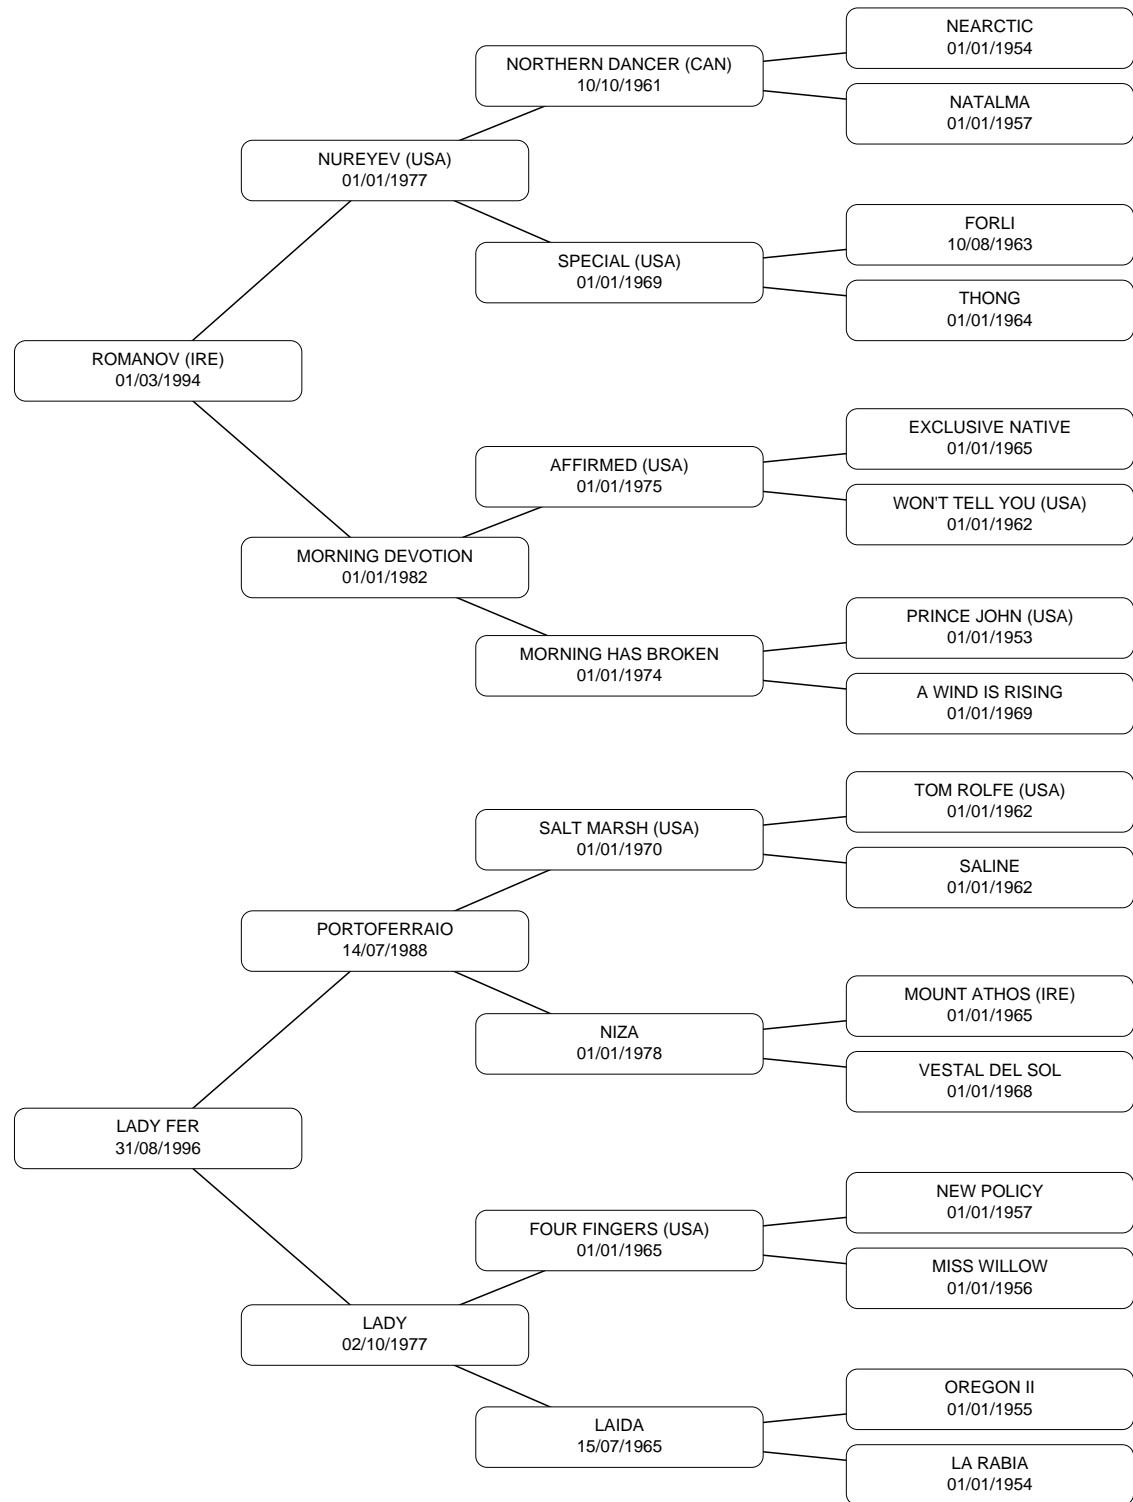 NEARCTIC
01/01/1954
NORTHERN DANCER (CAN)
10/10/1961
NATALMA
01/01/1957
NUREYEV (USA)
01/01/1977
FORLI
10/08/1963
SPECIAL (USA)
01/01/1969
THONG
01/01/1964
ROMANOV (IRE)
01/03/1994
EXCLUSIVE NATIVE
01/01/1965
AFFIRMED (USA)
01/01/1975
WON'T TELL YOU (USA)
01/01/1962
MORNING DEVOTION
01/01/1982
PRINCE JOHN (USA)
01/01/1953
MORNING HAS BROKEN
01/01/1974
A WIND IS RISING
01/01/1969
TOM ROLFE (USA)
01/01/1962
SALT MARSH (USA)
01/01/1970
SALINE
01/01/1962
PORTOFERRAIO
14/07/1988
MOUNT ATHOS (IRE)
01/01/1965
NIZA
01/01/1978
VESTAL DEL SOL
01/01/1968
LADY FER
31/08/1996
NEW POLICY
01/01/1957
FOUR FINGERS (USA)
01/01/1965
MISS WILLOW
01/01/1956
LADY
02/10/1977
OREGON II
01/01/1955
LAIDA
15/07/1965
LA RABIA
01/01/1954